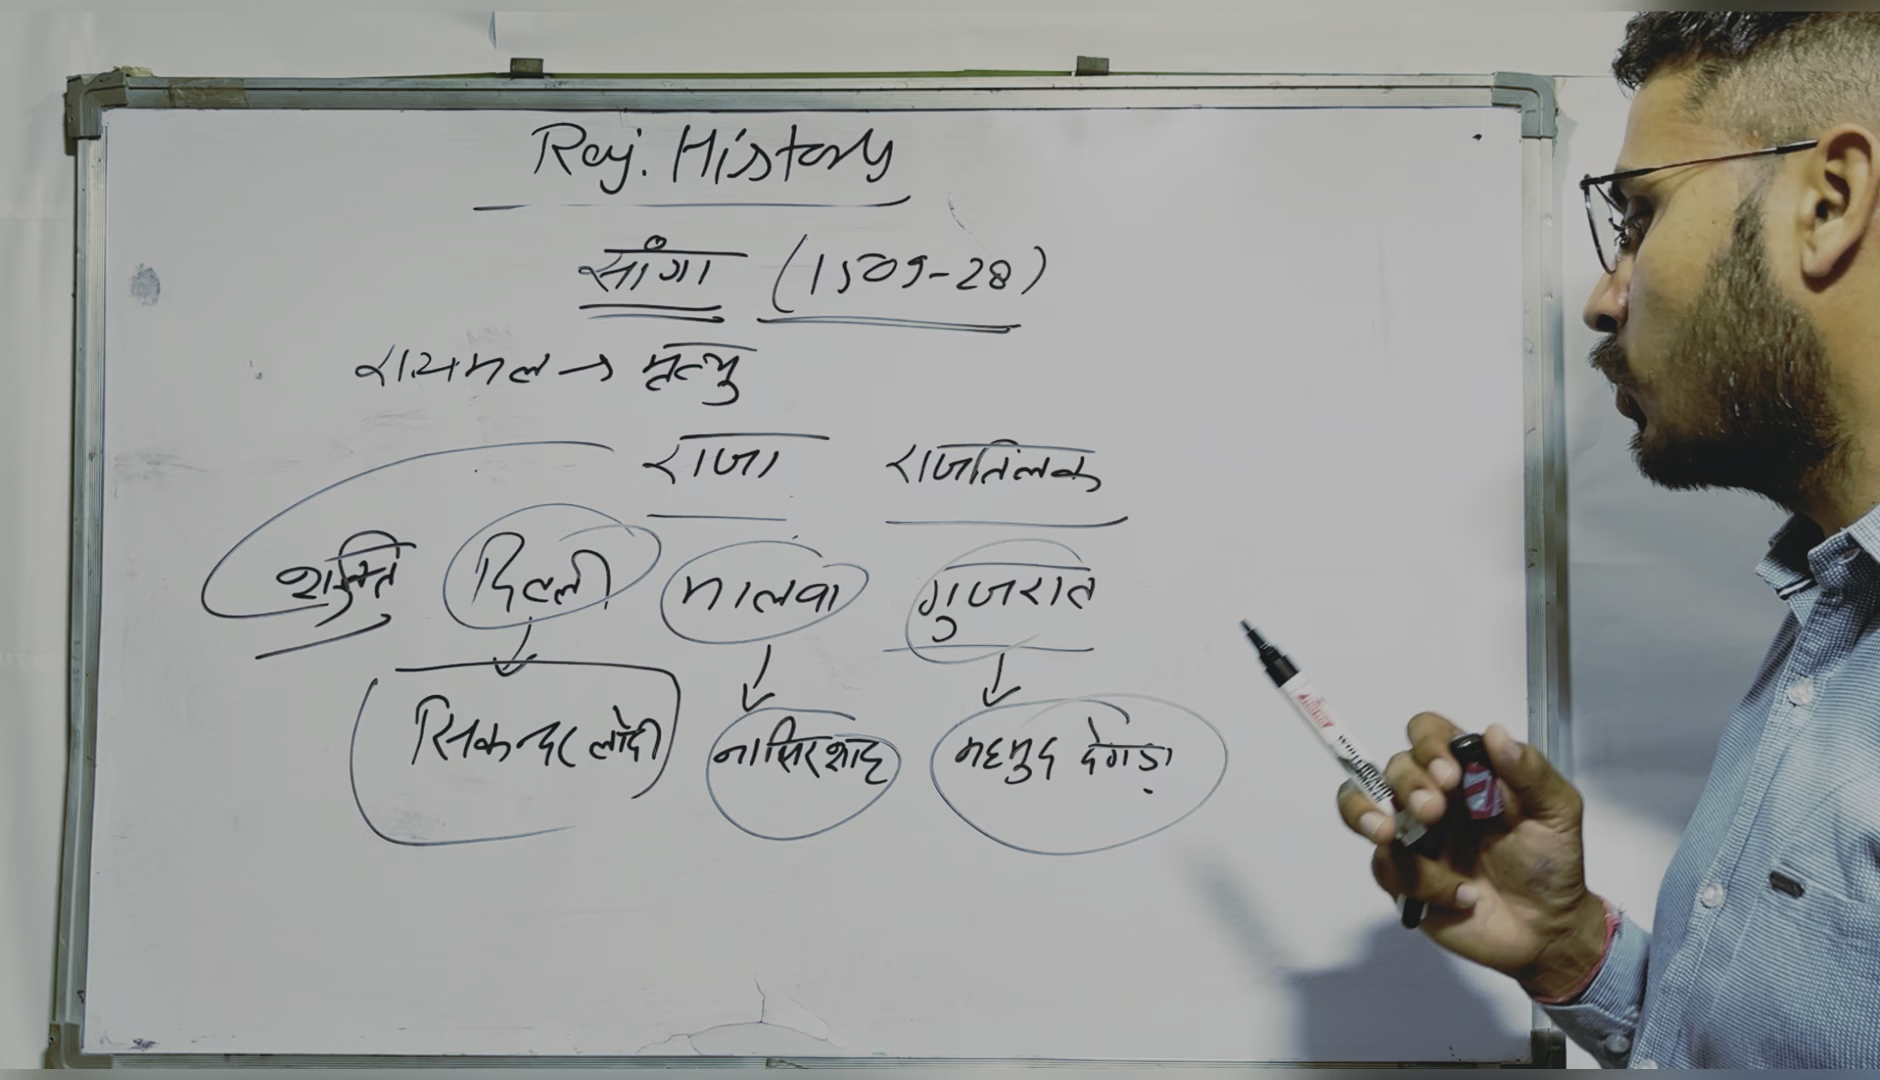 Raj. History
सांगा (1509-28)
रायमल → मृत्यु
राजा राजतिलक
शक्ति दिल्ली मालवा गुजरात
सिकन्दर लोदी नासिरशाह महमुद बेगड़ा